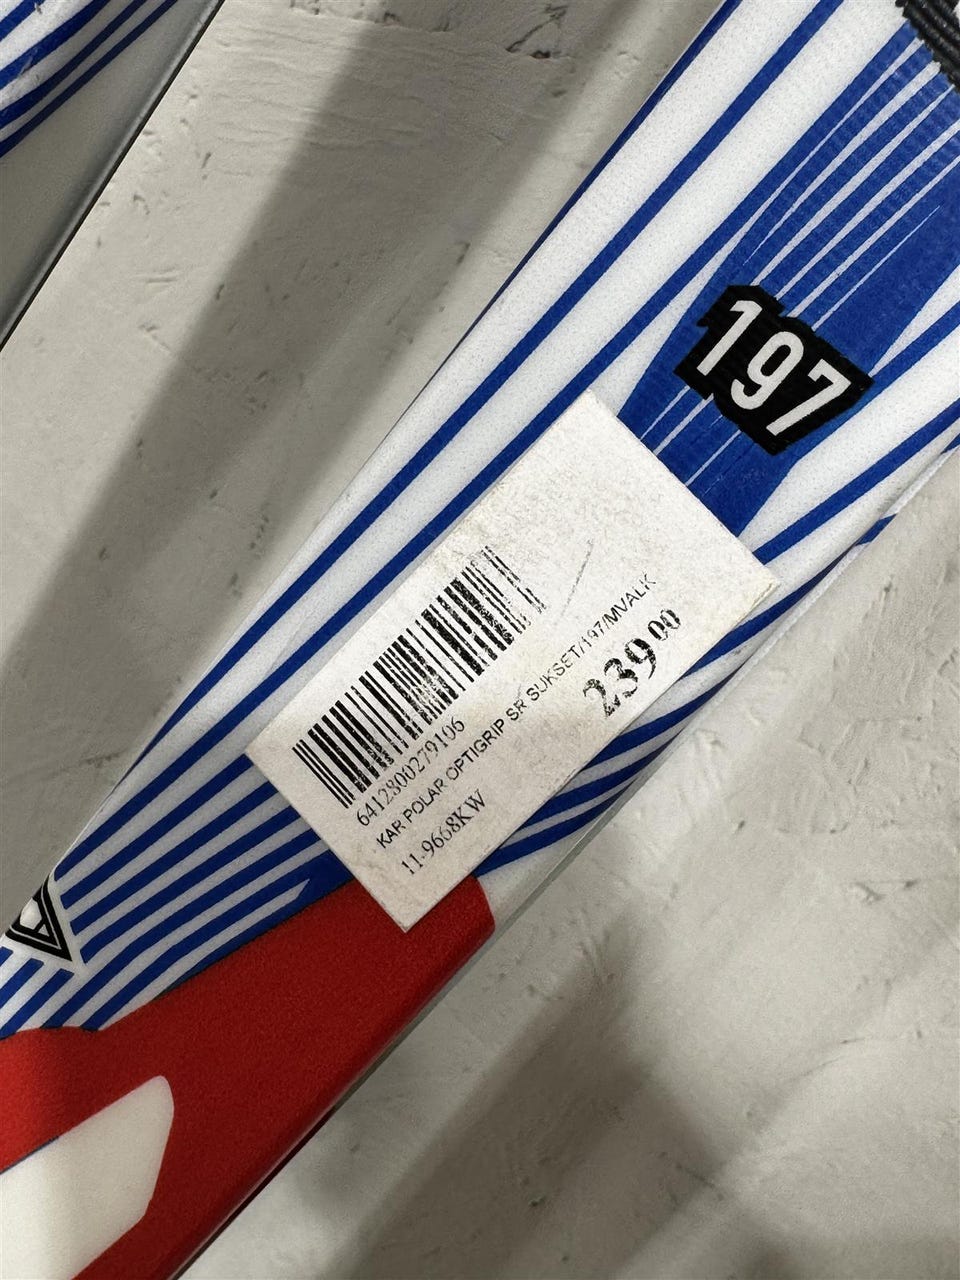 197
6412800279106
KAR POLAR OPTIGRIP SR SUKSET/197/MVALK
11-9668KW
239.00